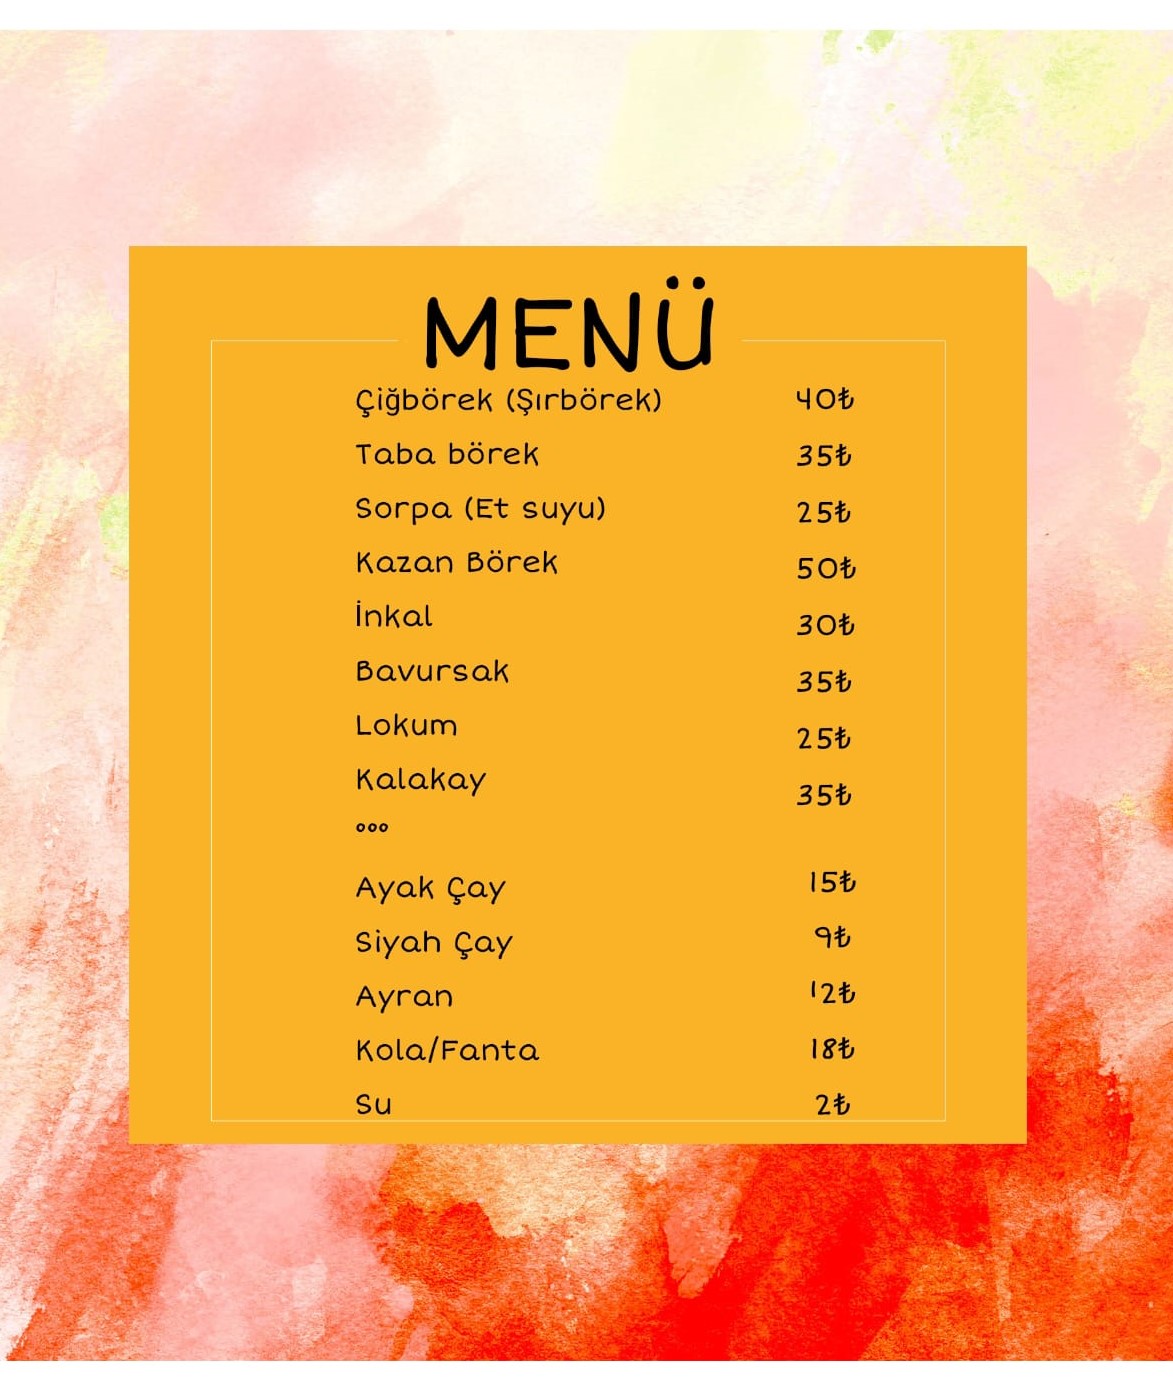 MENÜ
Çiğbörek (Şırbörek) 40₺
Taba börek 35₺
Sorpa (Et suyu) 25₺
Kazan Börek 50₺
İnkal 30₺
Bavursak 35₺
Lokum 25₺
Kalakay 35₺
°°°
Ayak Çay 15₺
Siyah Çay 9₺
Ayran 12₺
Kola/Fanta 18₺
Su 2₺